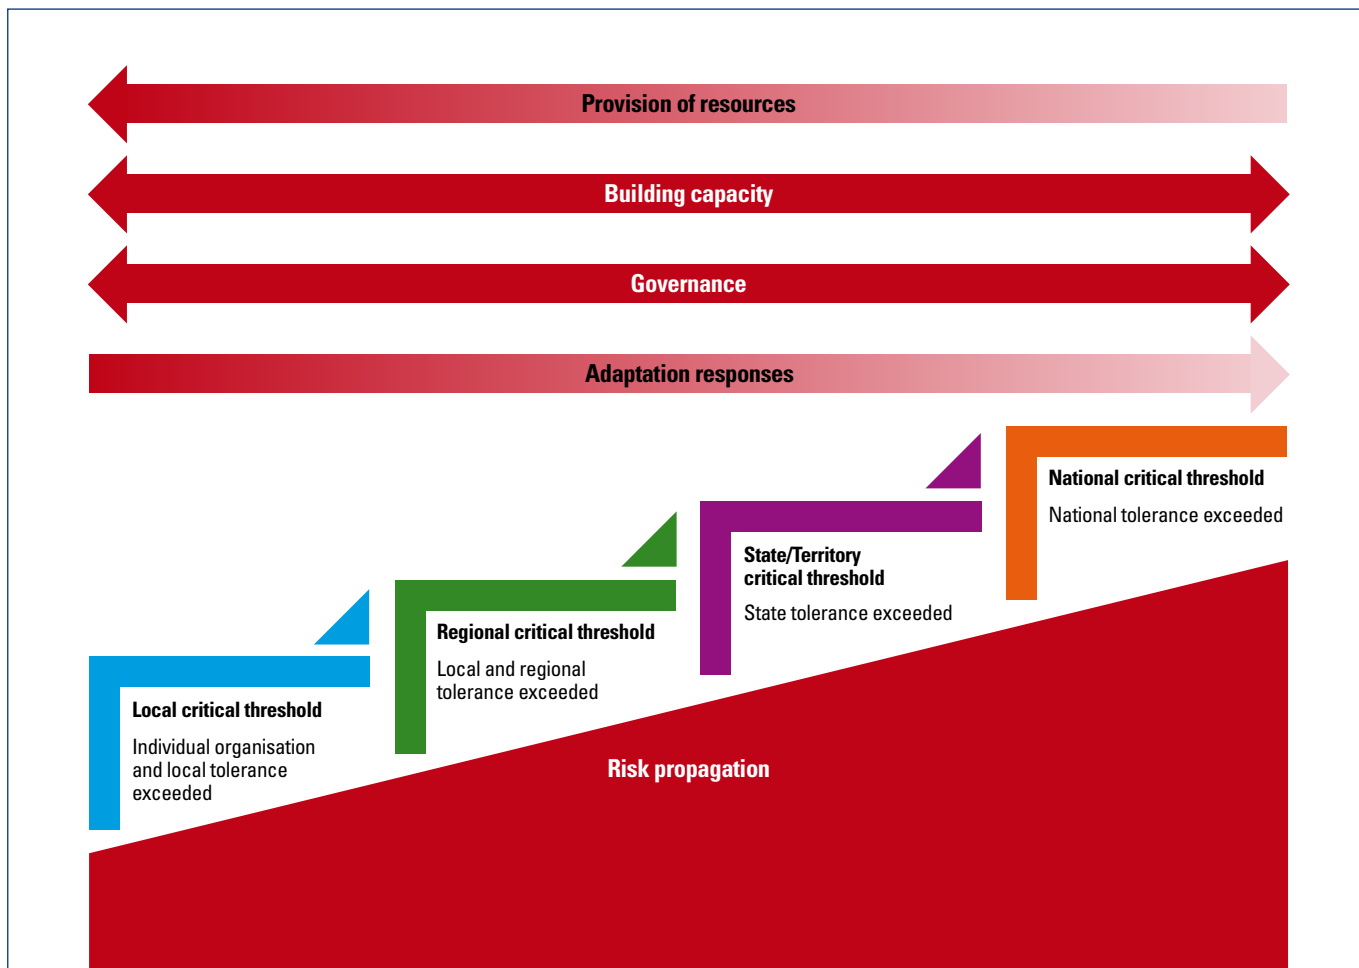 Provision of resources
Building capacity
Governance
Adaptation responses
Local critical threshold
Individual organisation
and local tolerance
exceeded
Regional critical threshold
Local and regional
tolerance exceeded
State/Territory
critical threshold
State tolerance exceeded
National critical threshold
National tolerance exceeded
Risk propagation